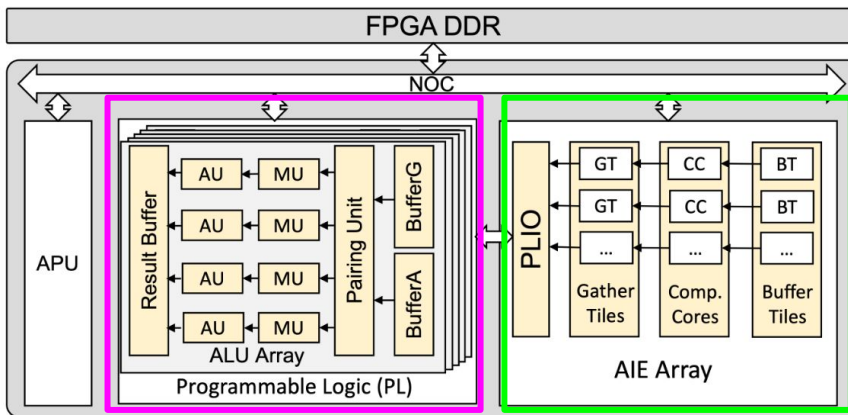 FPGA DDR
NOC
APU
Result Buffer
AU
MU
AU
MU
AU
MU
AU
MU
Pairing Unit
BufferG
BufferA
ALU Array
Programmable Logic (PL)
PLIO
GT
CC
BT
GT
CC
BT
...
...
...
Gather
Tiles
Comp.
Cores
Buffer
Tiles
AIE Array